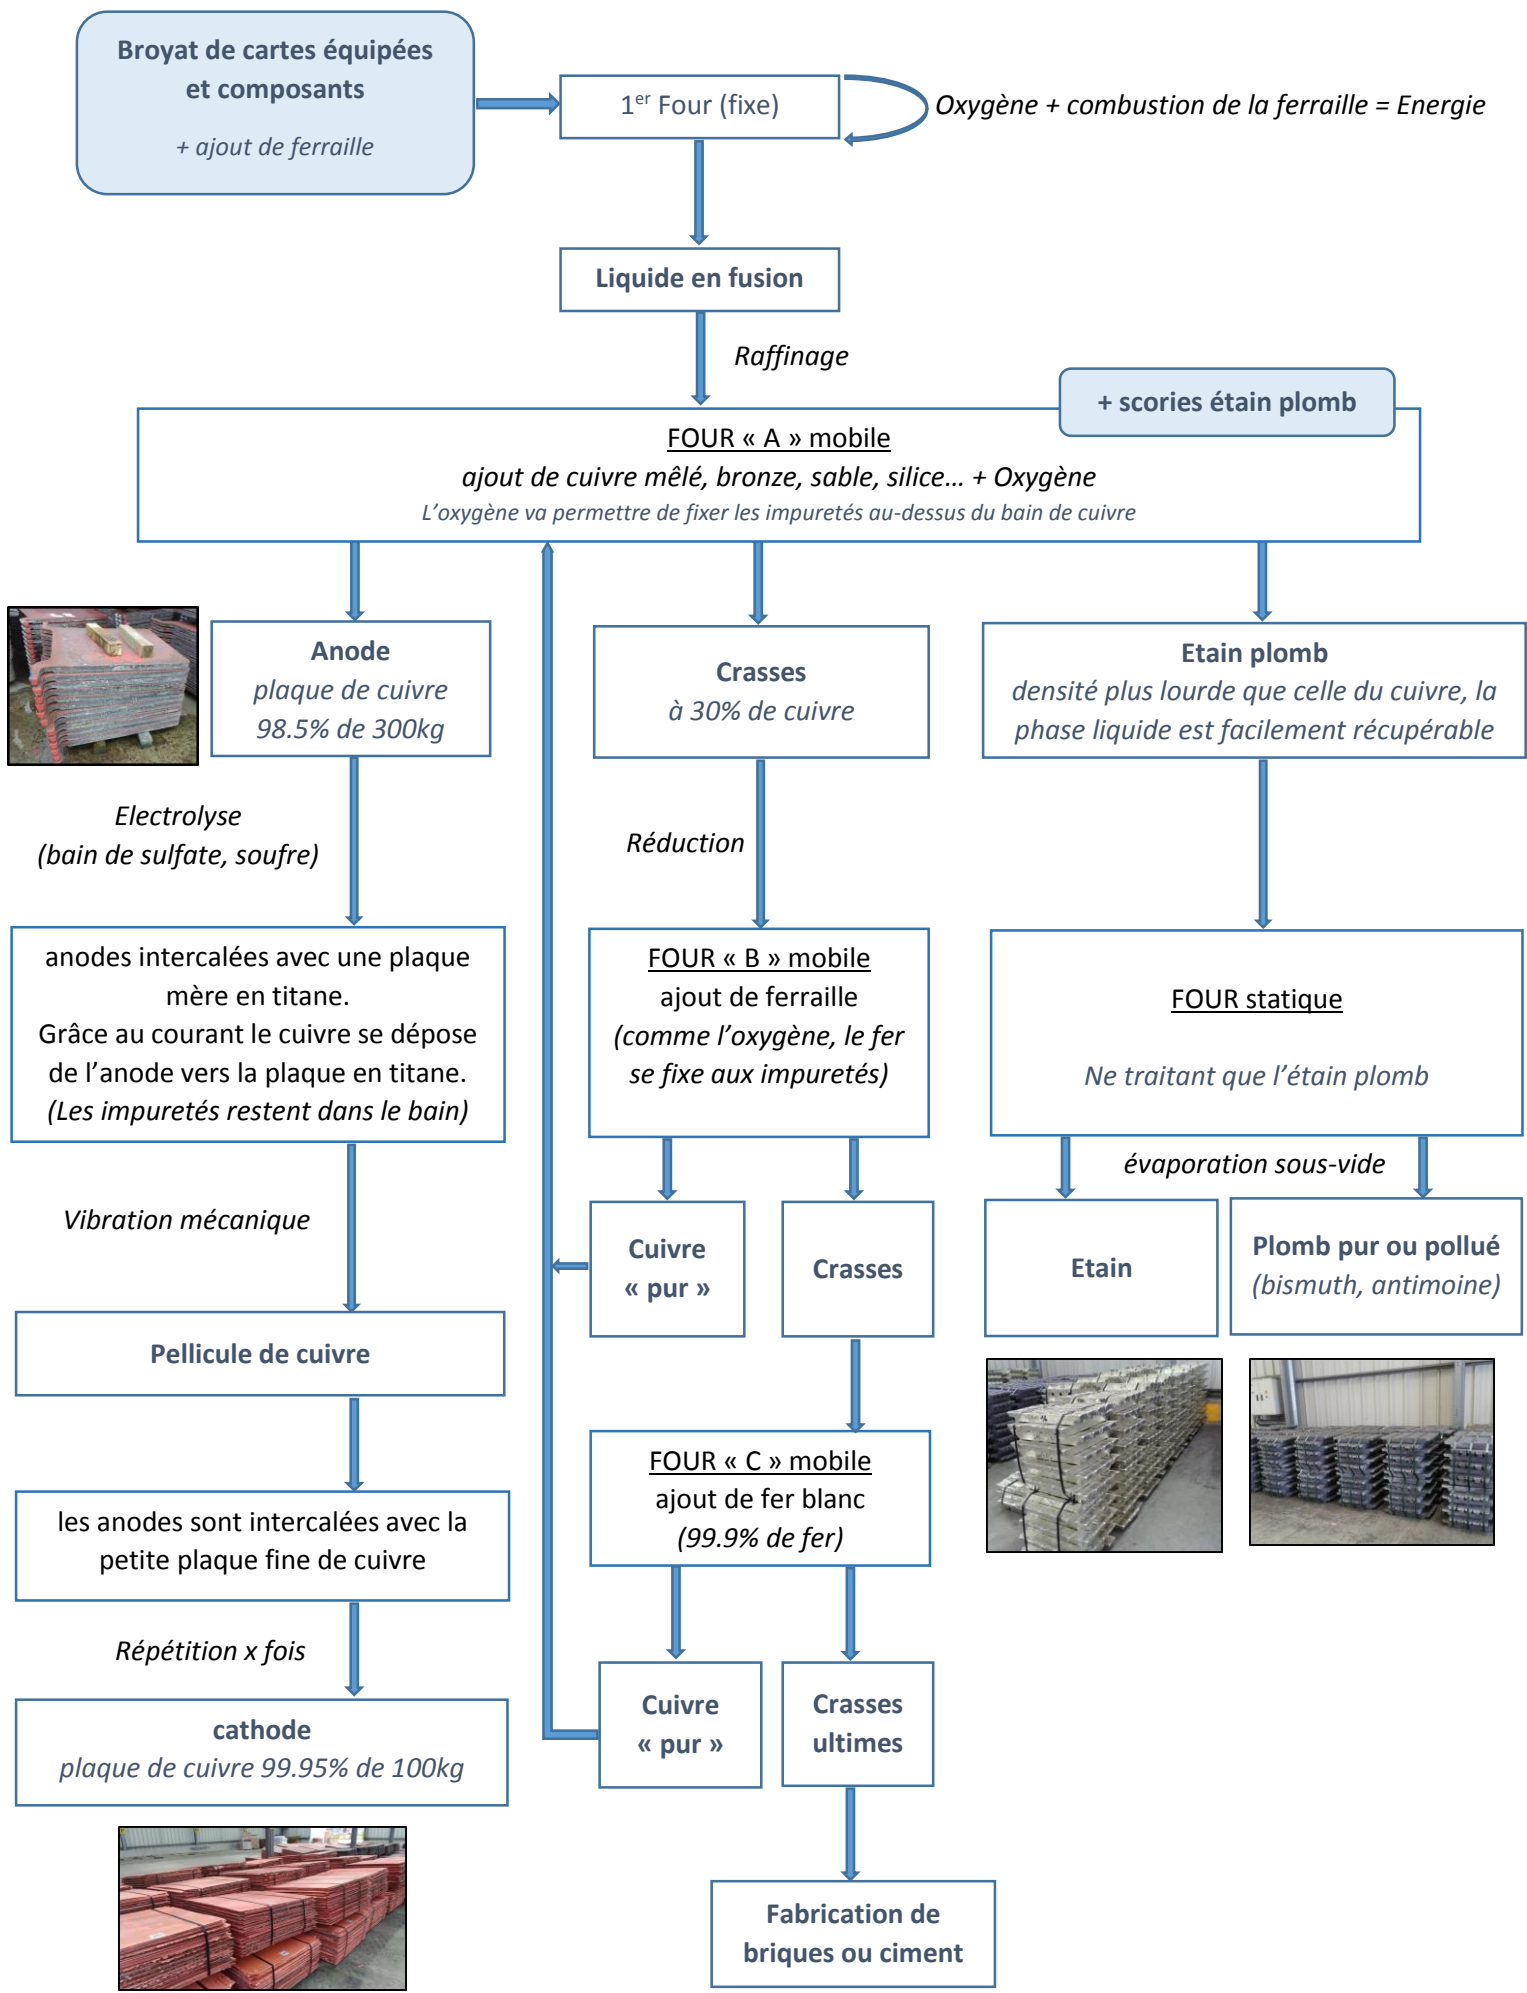 Broyat de cartes équipées
et composants
+ ajout de ferraille
1er Four (fixe)
Oxygène + combustion de la ferraille = Energie
Liquide en fusion
Raffinage
+ scories étain plomb
FOUR « A » mobile
ajout de cuivre mêlé, bronze, sable, silice… + Oxygène
L’oxygène va permettre de fixer les impuretés au-dessus du bain de cuivre
Anode
plaque de cuivre
98.5% de 300kg
Crasses
à 30% de cuivre
Etain plomb
densité plus lourde que celle du cuivre, la
phase liquide est facilement récupérable
Electrolyse
(bain de sulfate, soufre)
Réduction
anodes intercalées avec une plaque
mère en titane.
Grâce au courant le cuivre se dépose
de l’anode vers la plaque en titane.
(Les impuretés restent dans le bain)
FOUR « B » mobile
ajout de ferraille
(comme l’oxygène, le fer
se fixe aux impuretés)
FOUR statique
Ne traitant que l’étain plomb
évaporation sous-vide
Vibration mécanique
Cuivre
« pur »
Crasses
Etain
Plomb pur ou pollué
(bismuth, antimoine)
Pellicule de cuivre
FOUR « C » mobile
ajout de fer blanc
(99.9% de fer)
les anodes sont intercalées avec la
petite plaque fine de cuivre
Répétition x fois
Cuivre
« pur »
Crasses
ultimes
cathode
plaque de cuivre 99.95% de 100kg
Fabrication de
briques ou ciment